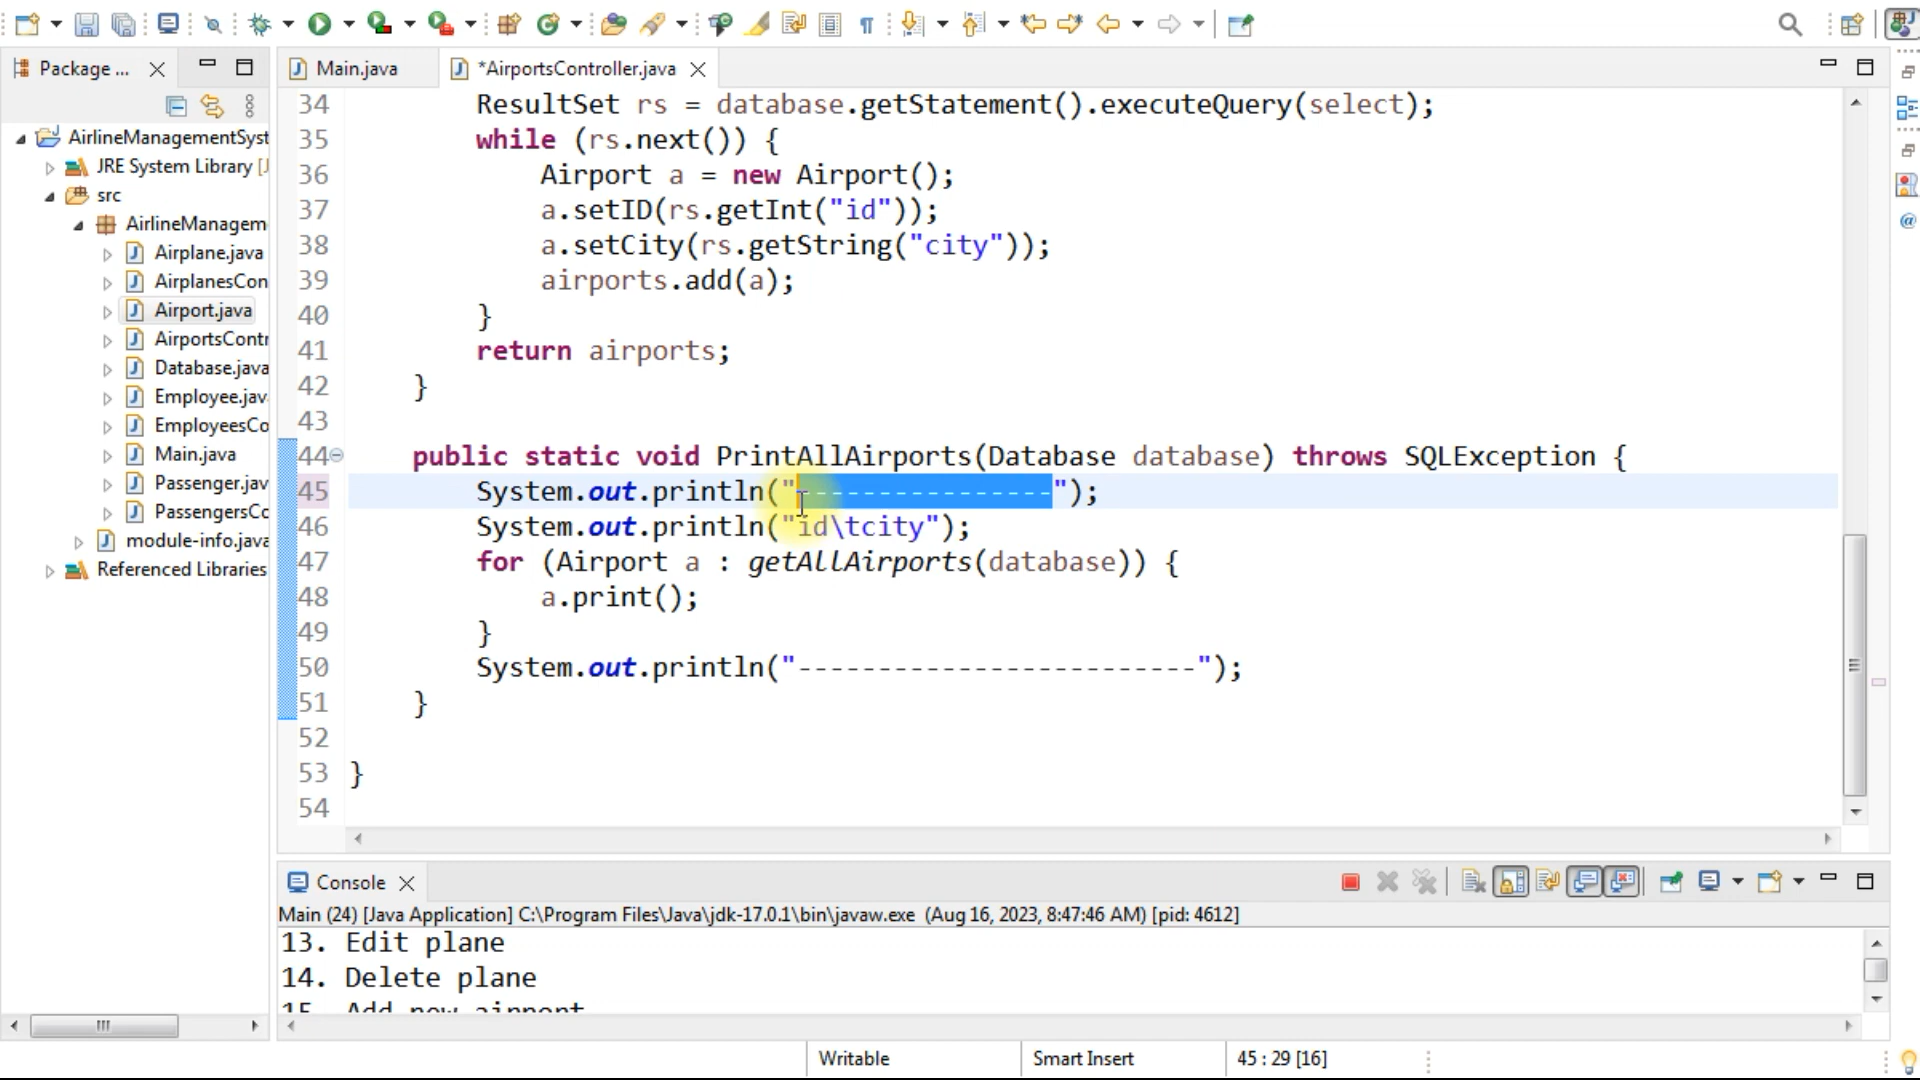 Package ...
Main.java
*AirportsController.java
AirlineManagementSyst
JRE System Library [J
src
AirlineManagem
Airplane.java
AirplanesCon
Airport.java
AirportsContr
Database.java
Employee.jav
EmployeesCo
Main.java
Passenger.jav
PassengersCo
module-info.java
Referenced Libraries
34 ResultSet rs = database.getStatement().executeQuery(select);
35 while (rs.next()) {
36 Airport a = new Airport();
37 a.setID(rs.getInt("id"));
38 a.setCity(rs.getString("city"));
39 airports.add(a);
40 }
41 return airports;
42 }
43
44 public static void PrintAllAirports(Database database) throws SQLException {
45 System.out.println("----------------");
46 System.out.println("id\tcity");
47 for (Airport a : getAllAirports(database)) {
48 a.print();
49 }
50 System.out.println("-------------------------");
51 }
52
53 }
54
Console
Main (24) [Java Application] C:\Program Files\Java\jdk-17.0.1\bin\javaw.exe (Aug 16, 2023, 8:47:46 AM) [pid: 4612]
13. Edit plane
14. Delete plane
15. Add new airport
Writable
Smart Insert
45 : 29 [16]